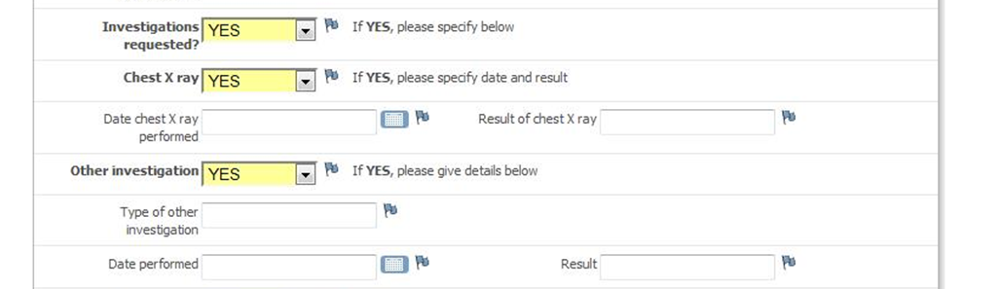 Investigations requested? YES If YES, please specify below
Chest X ray YES If YES, please specify date and result
Date chest X ray performed Result of chest X ray
Other investigation YES If YES, please give details below
Type of other investigation
Date performed Result